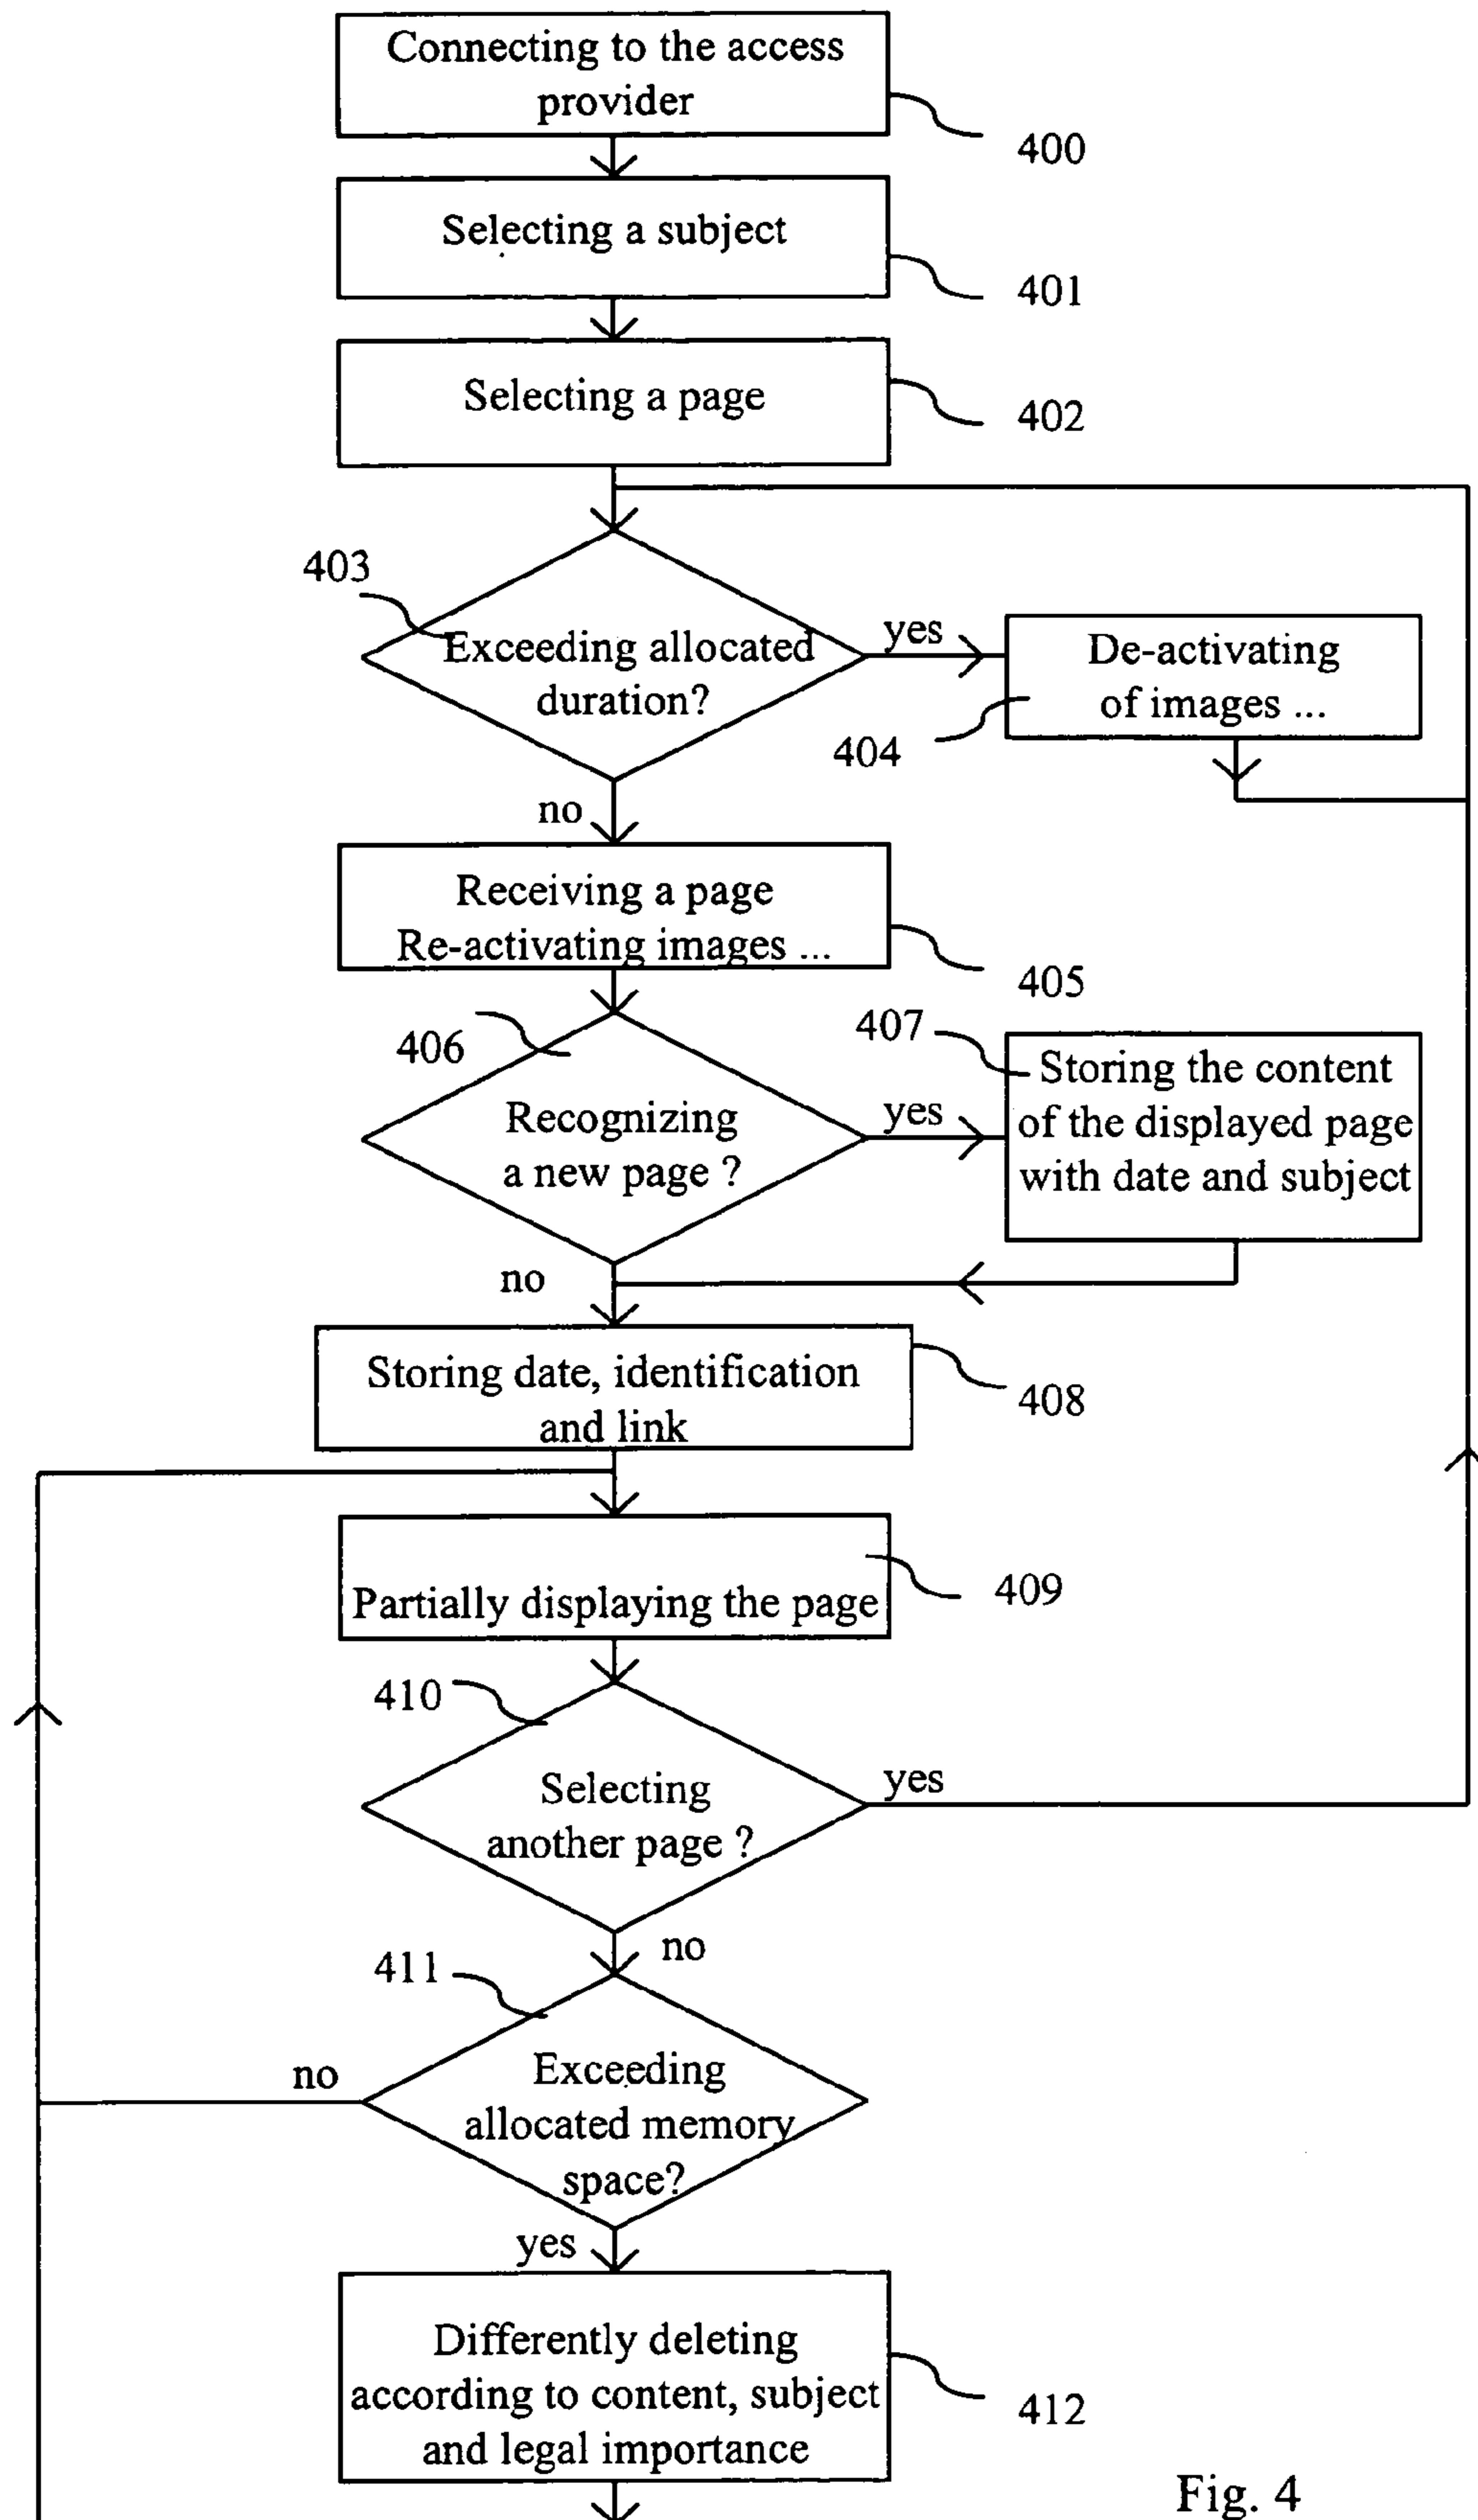 Connecting to the access
provider
400
Selecting a subject
401
Selecting a page
402
403
Exceeding allocated
duration?
yes
De-activating
of images ...
404
no
Receiving a page
Re-activating images ...
405
406
Recognizing
a new page ?
yes
407
Storing the content
of the displayed page
with date and subject
no
Storing date, identification
and link
408
Partially displaying the page
409
410
Selecting
another page ?
yes
no
411
Exceeding
allocated memory
space?
no
yes
Differently deleting
according to content, subject
and legal importance
412
Fig. 4